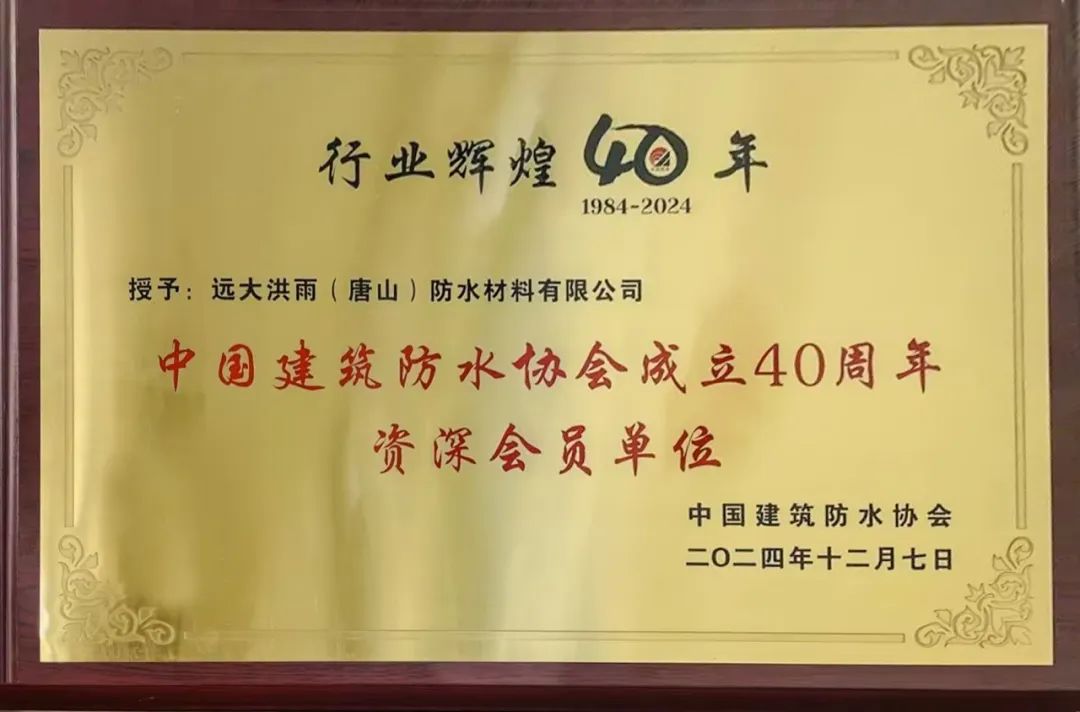 行业辉煌40年
1984-2024
授予：远大洪雨（唐山）防水材料有限公司
中国建筑防水协会成立40周年
资深会员单位
中国建筑防水协会
二〇二四年十二月七日